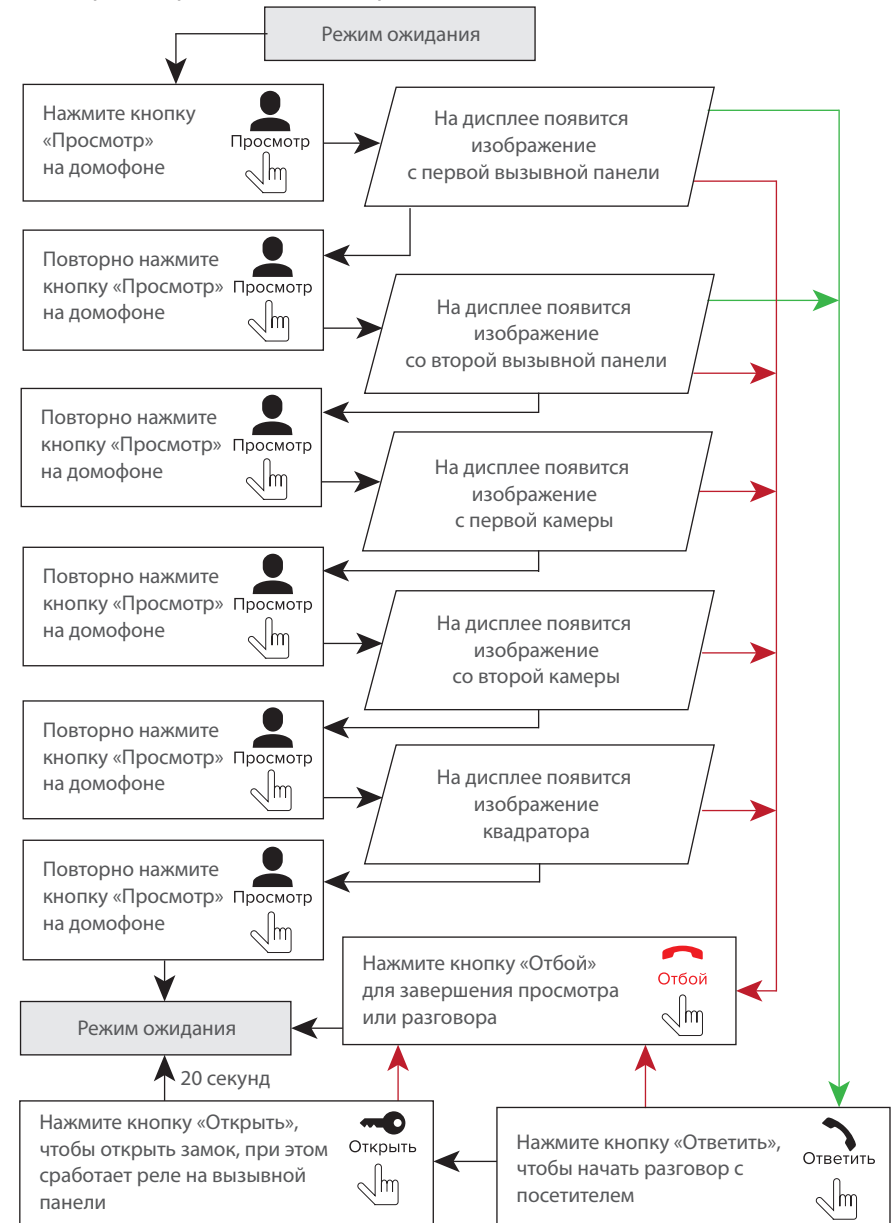 Режим ожидания
Нажмите кнопку
«Просмотр»
на домофоне
Просмотр
На дисплее появится
изображение
с первой вызывной панели
Повторно нажмите
кнопку «Просмотр»
на домофоне
Просмотр
На дисплее появится
изображение
со второй вызывной панели
Повторно нажмите
кнопку «Просмотр»
на домофоне
Просмотр
На дисплее появится
изображение
с первой камеры
Повторно нажмите
кнопку «Просмотр»
на домофоне
Просмотр
На дисплее появится
изображение
со второй камеры
Повторно нажмите
кнопку «Просмотр»
на домофоне
Просмотр
На дисплее появится
изображение
квадратора
Повторно нажмите
кнопку «Просмотр»
на домофоне
Просмотр
Нажмите кнопку «Отбой»
для завершения просмотра
или разговора
Отбой
Режим ожидания
20 секунд
Нажмите кнопку «Открыть»,
чтобы открыть замок, при этом
сработает реле на вызывной
панели
Открыть
Нажмите кнопку «Ответить»,
чтобы начать разговор с
посетителем
Ответить